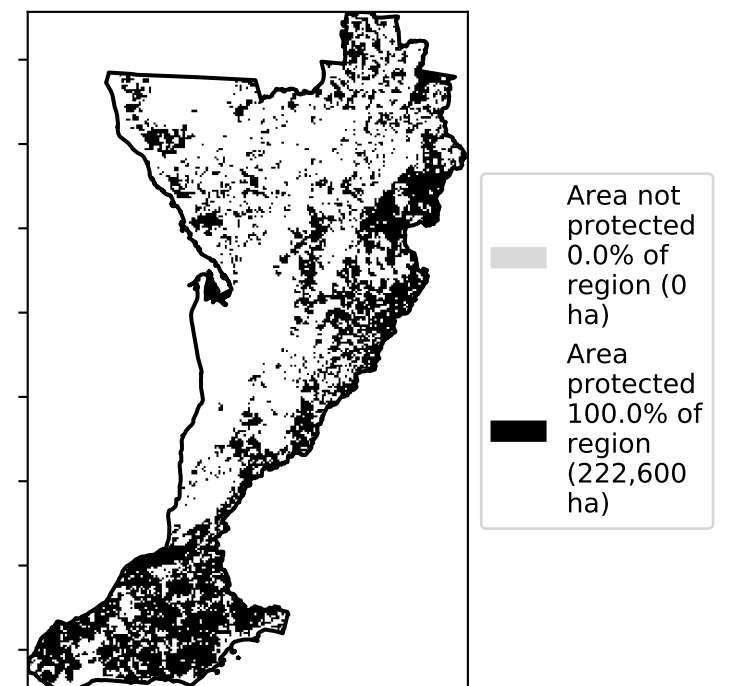 Area not
protected
0.0% of
region (0
ha)
Area
protected
100.0% of
region
(222,600
ha)